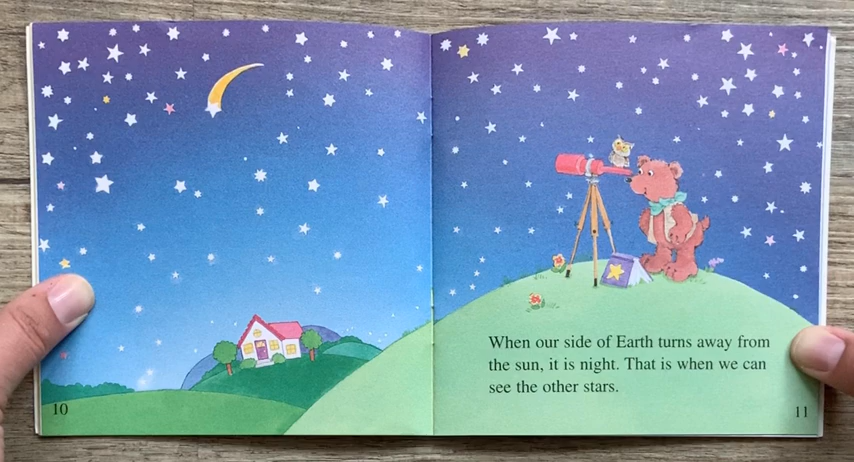 When our side of Earth turns away from
the sun, it is night. That is when we can
see the other stars.
10
11